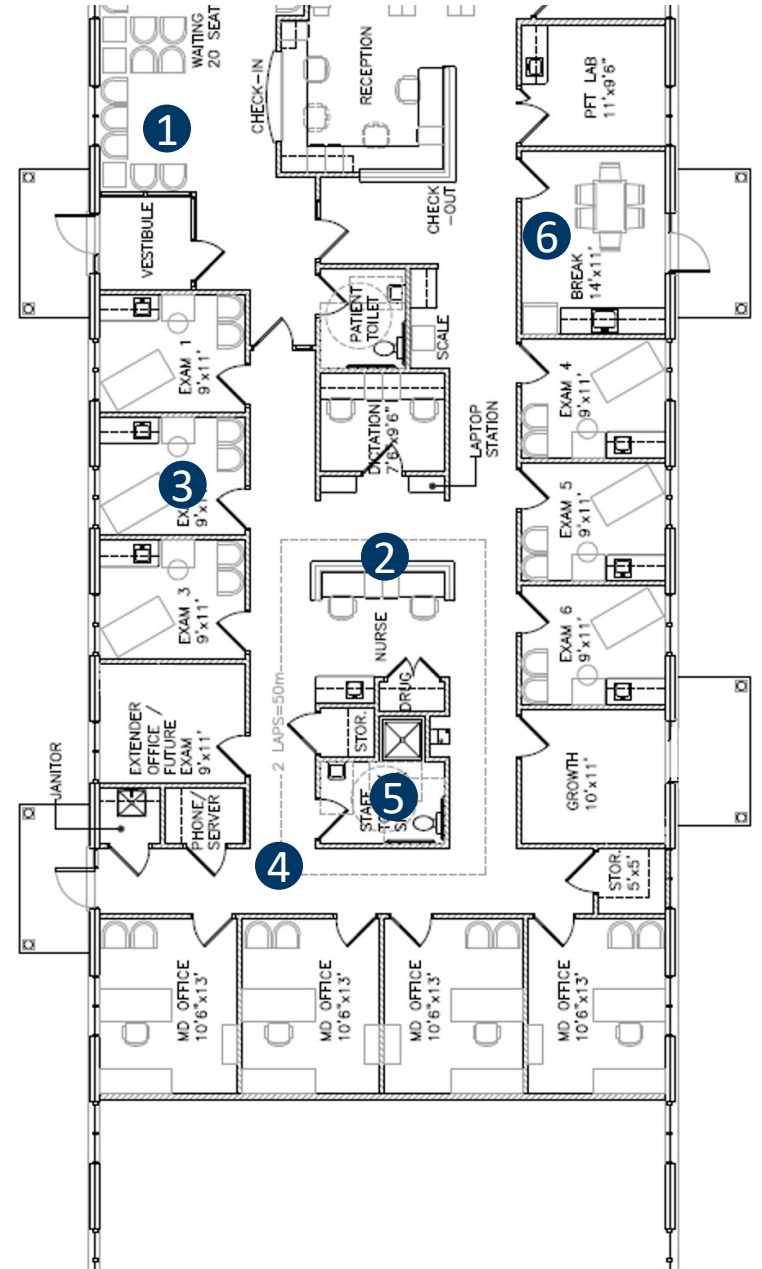 WAITING
20 SEAT
CHECK-IN
RECEPTION
PFT LAB
11'x9'6"
1
VESTIBULE
CHECK
-OUT
6
BREAK
14'x11'
PATIENT
TOILET
SCALE
EXAM 1
9'x11'
DICTATION
7'6"x9'6"
LAPTOP
STATION
EXAM 4
9'x11'
3
9'x1
EXAM 5
9'x11'
2
NURSE
EXAM 3
9'x11'
EXAM 6
9'x11'
DRUG
2 LAPS=50m
EXTENDER
OFFICE/
FUTURE
EXAM
9'x11'
STOR.
GROWTH
10'x11'
JANITOR
PHONE/
SERVER
5
STAFF
4
STOR.
5'x5'
MD OFFICE
10'6"x13'
MD OFFICE
10'6"x13'
MD OFFICE
10'6"x13'
MD OFFICE
10'6"x13'